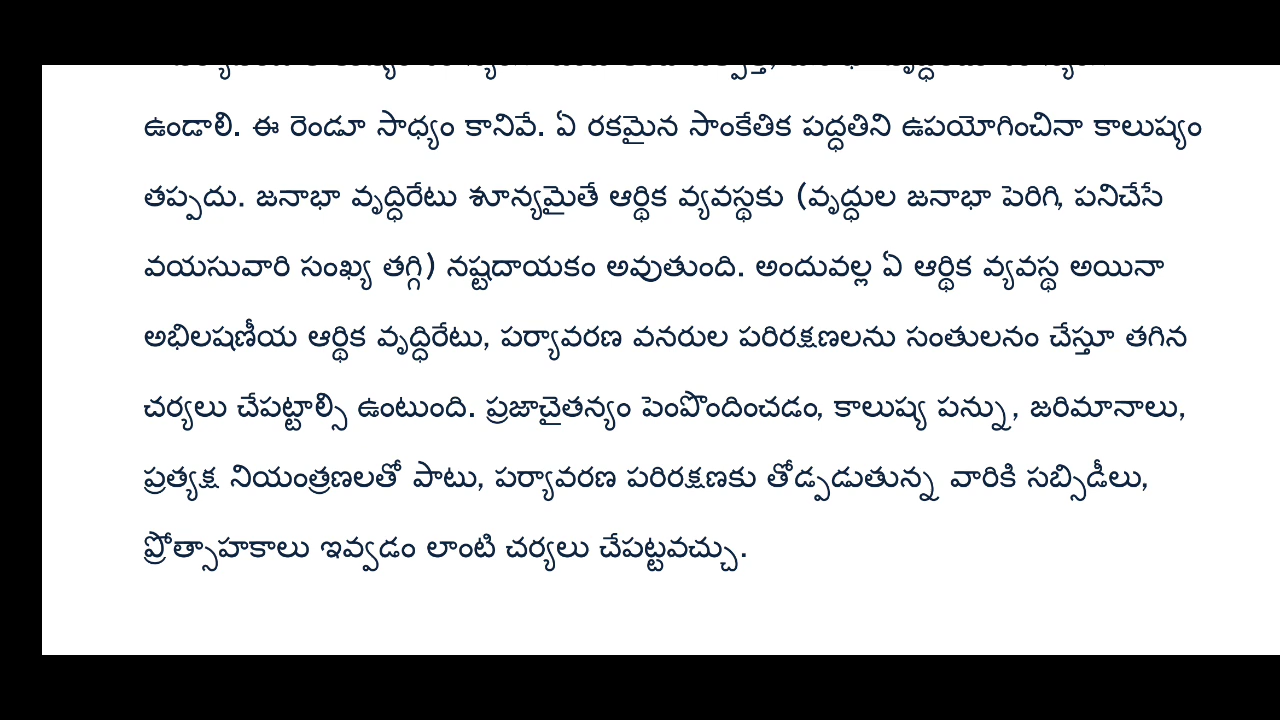 ఉండాలి. ఈ రెండూ సాధ్యం కానివే. ఏ రకమైన సాంకేతిక పద్ధతిని ఉపయోగించినా కాలుష్యం
తప్పదు. జనాభా వృద్ధిరేటు శూన్యమైతే ఆర్థిక వ్యవస్థకు (వృద్ధుల జనాభా పెరిగి, పనిచేసే
వయసువారి సంఖ్య తగ్గి) నష్టదాయకం అవుతుంది. అందువల్ల ఏ ఆర్థిక వ్యవస్థ అయినా
అభిలషణీయ ఆర్థిక వృద్ధిరేటు, పర్యావరణ వనరుల పరిరక్షణలను సంతులనం చేస్తూ తగిన
చర్యలు చేపట్టాల్సి ఉంటుంది. ప్రజాచైతన్యం పెంపొందించడం, కాలుష్య పన్ను, జరిమానాలు,
ప్రత్యక్ష నియంత్రణలతో పాటు, పర్యావరణ పరిరక్షణకు తోడ్పడుతున్న వారికి సబ్సిడీలు,
ప్రోత్సాహకాలు ఇవ్వడం లాంటి చర్యలు చేపట్టవచ్చు.